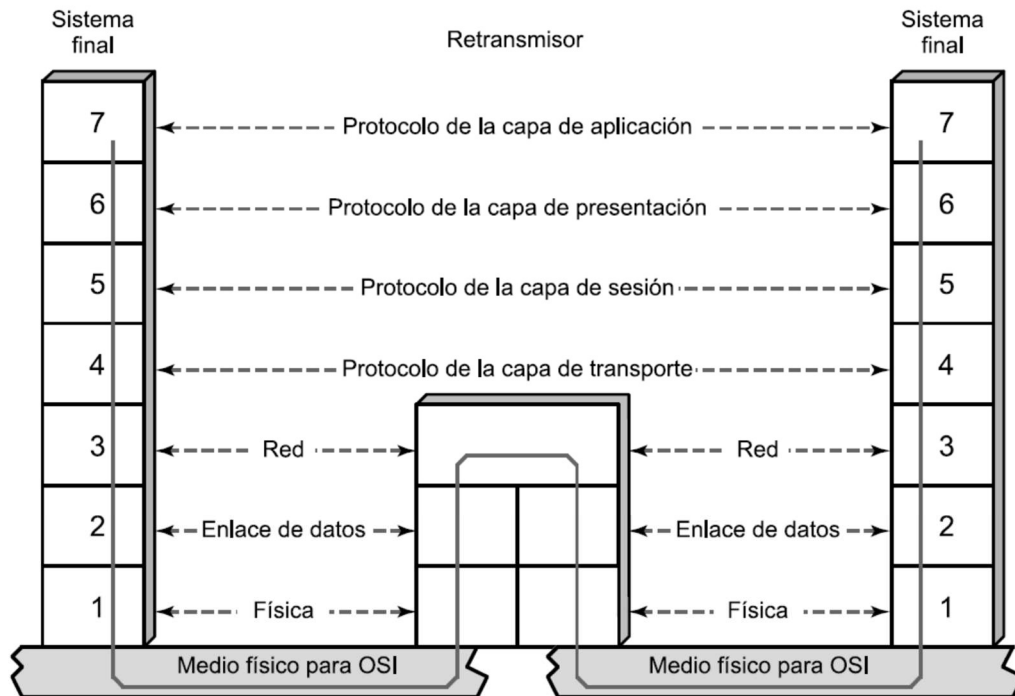 Sistema
final
Retransmisor
Sistema
final
7
Protocolo de la capa de aplicación
7
6
Protocolo de la capa de presentación
6
5
Protocolo de la capa de sesión
5
4
Protocolo de la capa de transporte
4
3
Red
Red
3
2
Enlace de datos
Enlace de datos
2
1
Física
Física
1
Medio físico para OSI
Medio físico para OSI